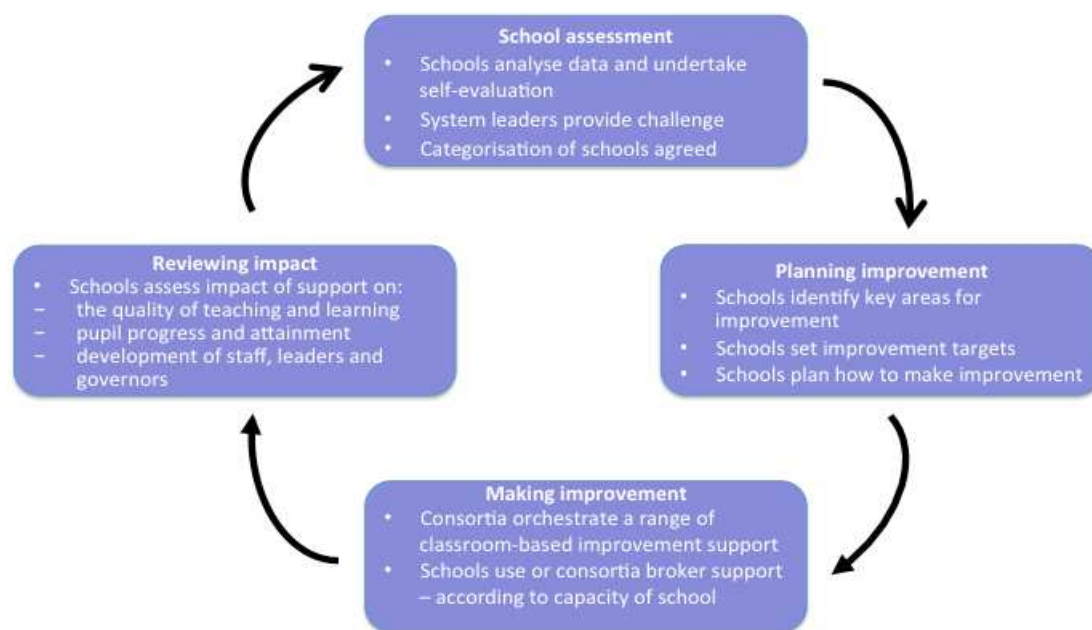 School assessment
• Schools analyse data and undertake
self-evaluation
• System leaders provide challenge
• Categorisation of schools agreed
Planning improvement
• Schools identify key areas for
improvement
• Schools set improvement targets
• Schools plan how to make improvement
Making improvement
• Consortia orchestrate a range of
classroom-based improvement support
• Schools use or consortia broker support
– according to capacity of school
Reviewing impact
• Schools assess impact of support on:
– the quality of teaching and learning
– pupil progress and attainment
– development of staff, leaders and
governors